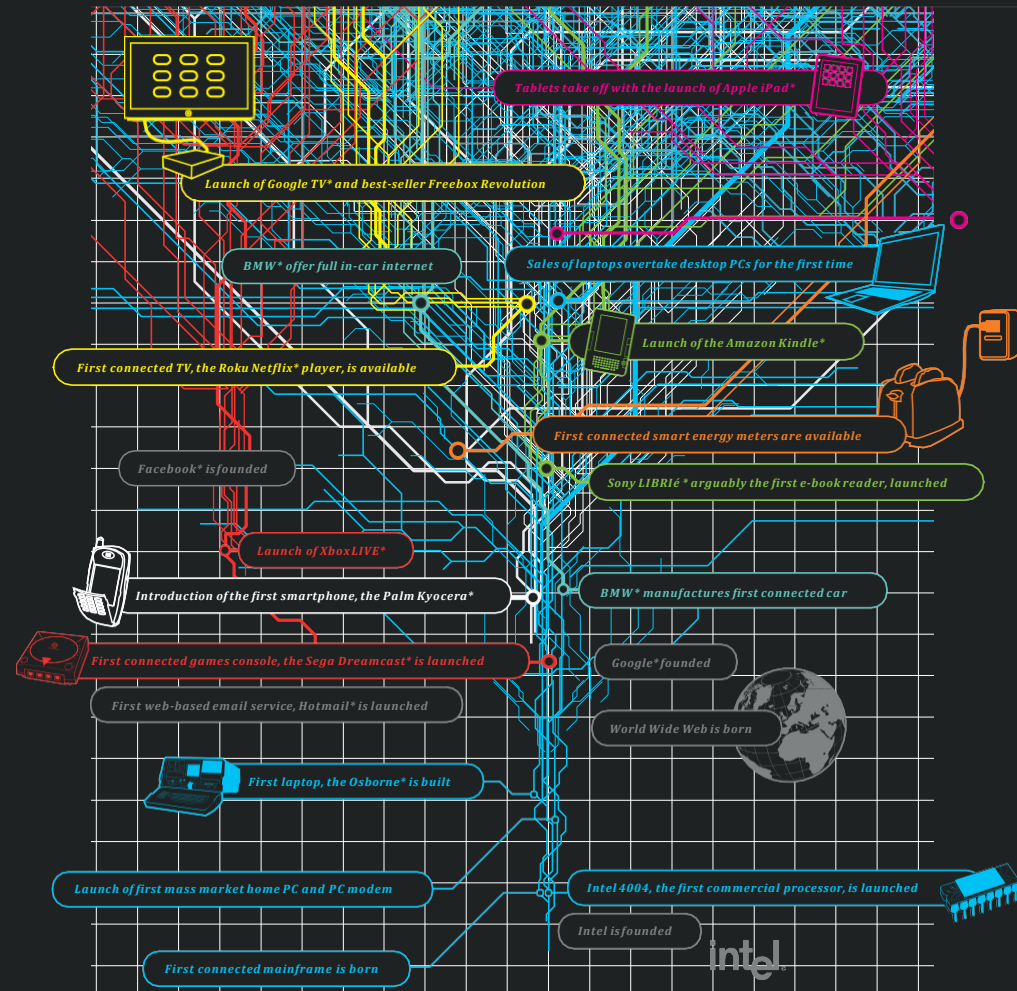 Tablets take off with the launch of Apple iPad*
Launch of Google TV* and best-seller Freebox Revolution
BMW* offer full in-car internet
Sales of laptops overtake desktop PCs for the first time
Launch of the Amazon Kindle*
First connected TV, the Roku Netflix* player, is available
First connected smart energy meters are available
Facebook* is founded
Sony LIBRIé * arguably the first e-book reader, launched
Launch of Xbox LIVE*
Introduction of the first smartphone, the Palm Kyocera*
BMW* manufactures first connected car
First connected games console, the Sega Dreamcast* is launched
Google* founded
First web-based email service, Hotmail* is launched
World Wide Web is born
First laptop, the Osborne* is built
Launch of first mass market home PC and PC modem
Intel 4004, the first commercial processor, is launched
Intel is founded
intel
First connected mainframe is born